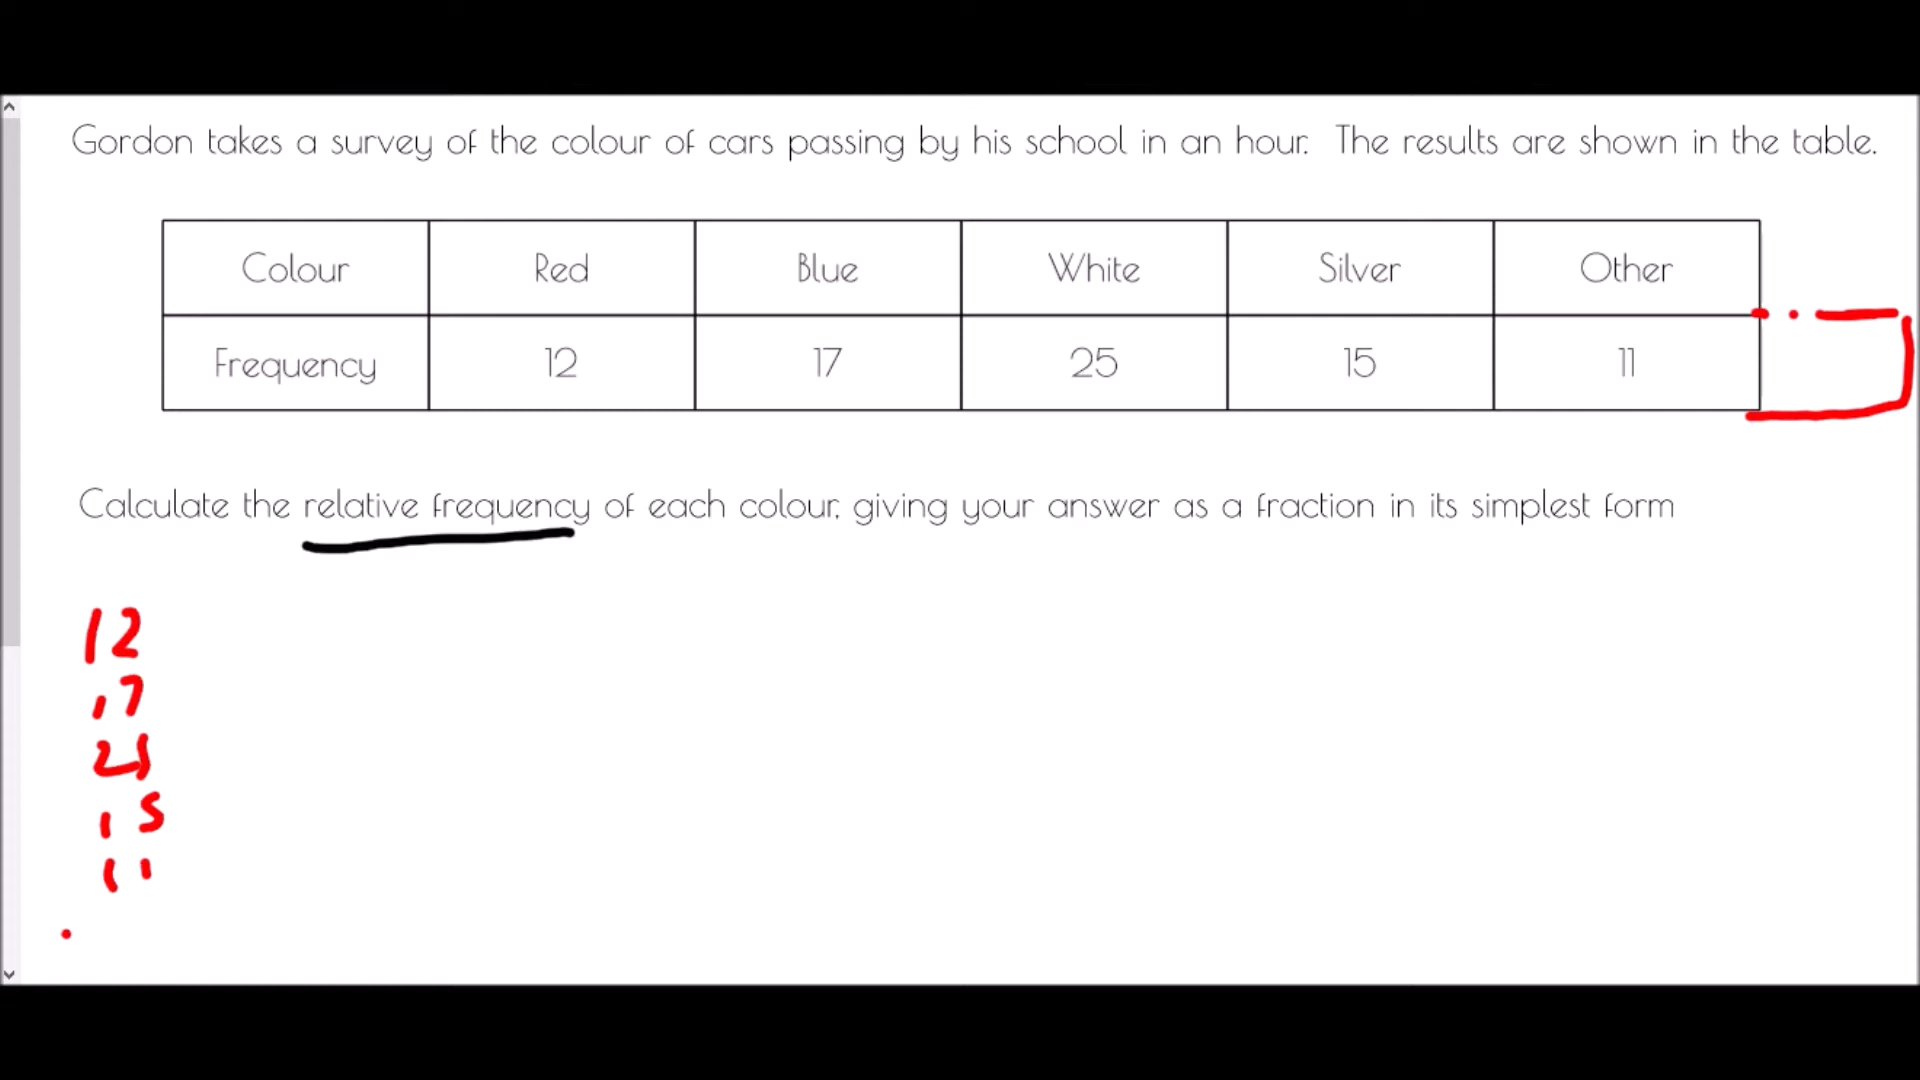 Gordon takes a survey of the colour of cars passing by his school in an hour. The results are shown in the table.
Colour Red Blue White Silver Other
Frequency 12 17 25 15 11
Calculate the relative frequency of each colour, giving your answer as a fraction in its simplest form
12
17
25
15
11